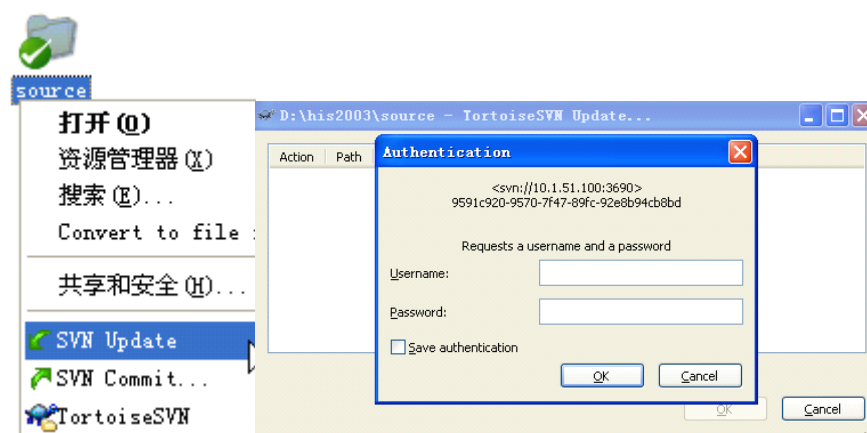 source
打开(O)
资源管理器(X)
搜索(E)...
Convert to file
共享和安全(H)...
SVN Update
SVN Commit...
TortoiseSVN
D:\his2003\source - TortoiseSVN Update...
Action Path
Authentication
<svn://10.1.51.100:3690>
9591c920-9570-7f47-89fc-92e8b94cb8bd
Requests a username and a password
Username:
Password:
Save authentication
OK Cancel
OK Cancel